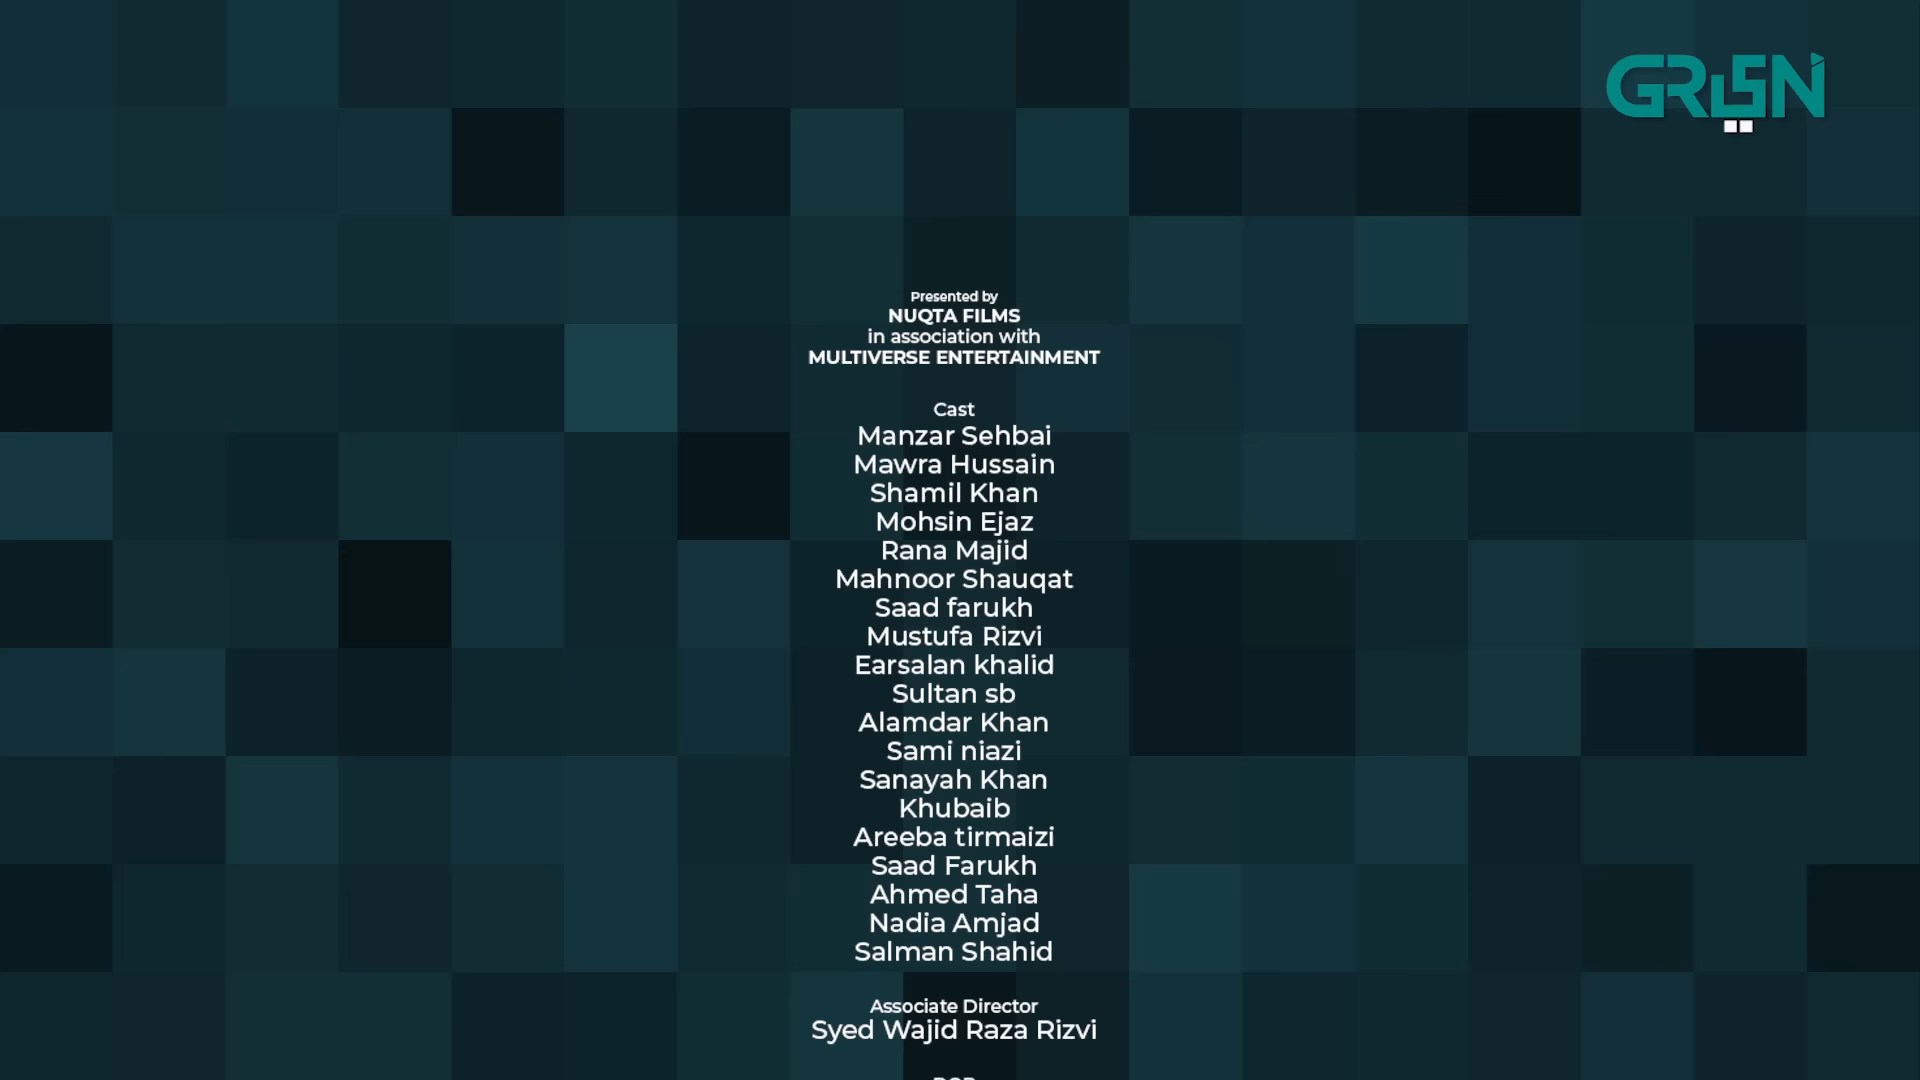 GREEN
Presented by
NUQTA FILMS
in association with
MULTIVERSE ENTERTAINMENT
Cast
Manzar Sehbai
Mawra Hussain
Shamil Khan
Mohsin Ejaz
Rana Majid
Mahnoor Shauqat
Saad farukh
Mustufa Rizvi
Earsalan khalid
Sultan sb
Alamdar Khan
Sami niazi
Sanayah Khan
Khubaib
Areeba tirmaizi
Saad Farukh
Ahmed Taha
Nadia Amjad
Salman Shahid
Associate Director
Syed Wajid Raza Rizvi